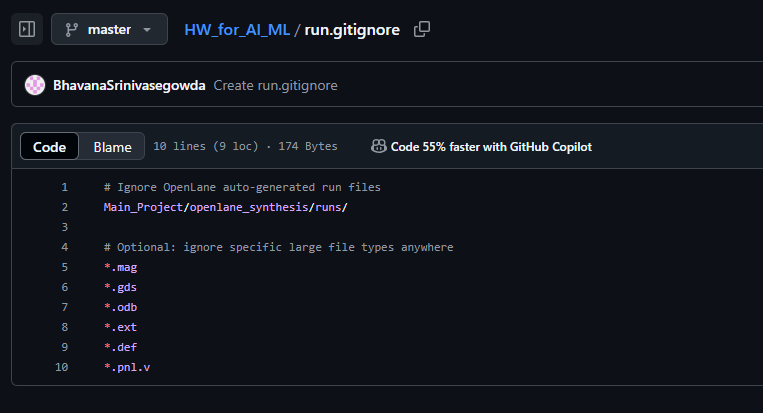 master
HW_for_AI_ML / run.gitignore
BhavanaSrinivasegowda Create run.gitignore
Code Blame 10 lines (9 loc) · 174 Bytes Code 55% faster with GitHub Copilot
1 # Ignore OpenLane auto-generated run files
2 Main_Project/openlane_synthesis/runs/
3
4 # Optional: ignore specific large file types anywhere
5 *.mag
6 *.gds
7 *.odb
8 *.ext
9 *.def
10 *.pnl.v